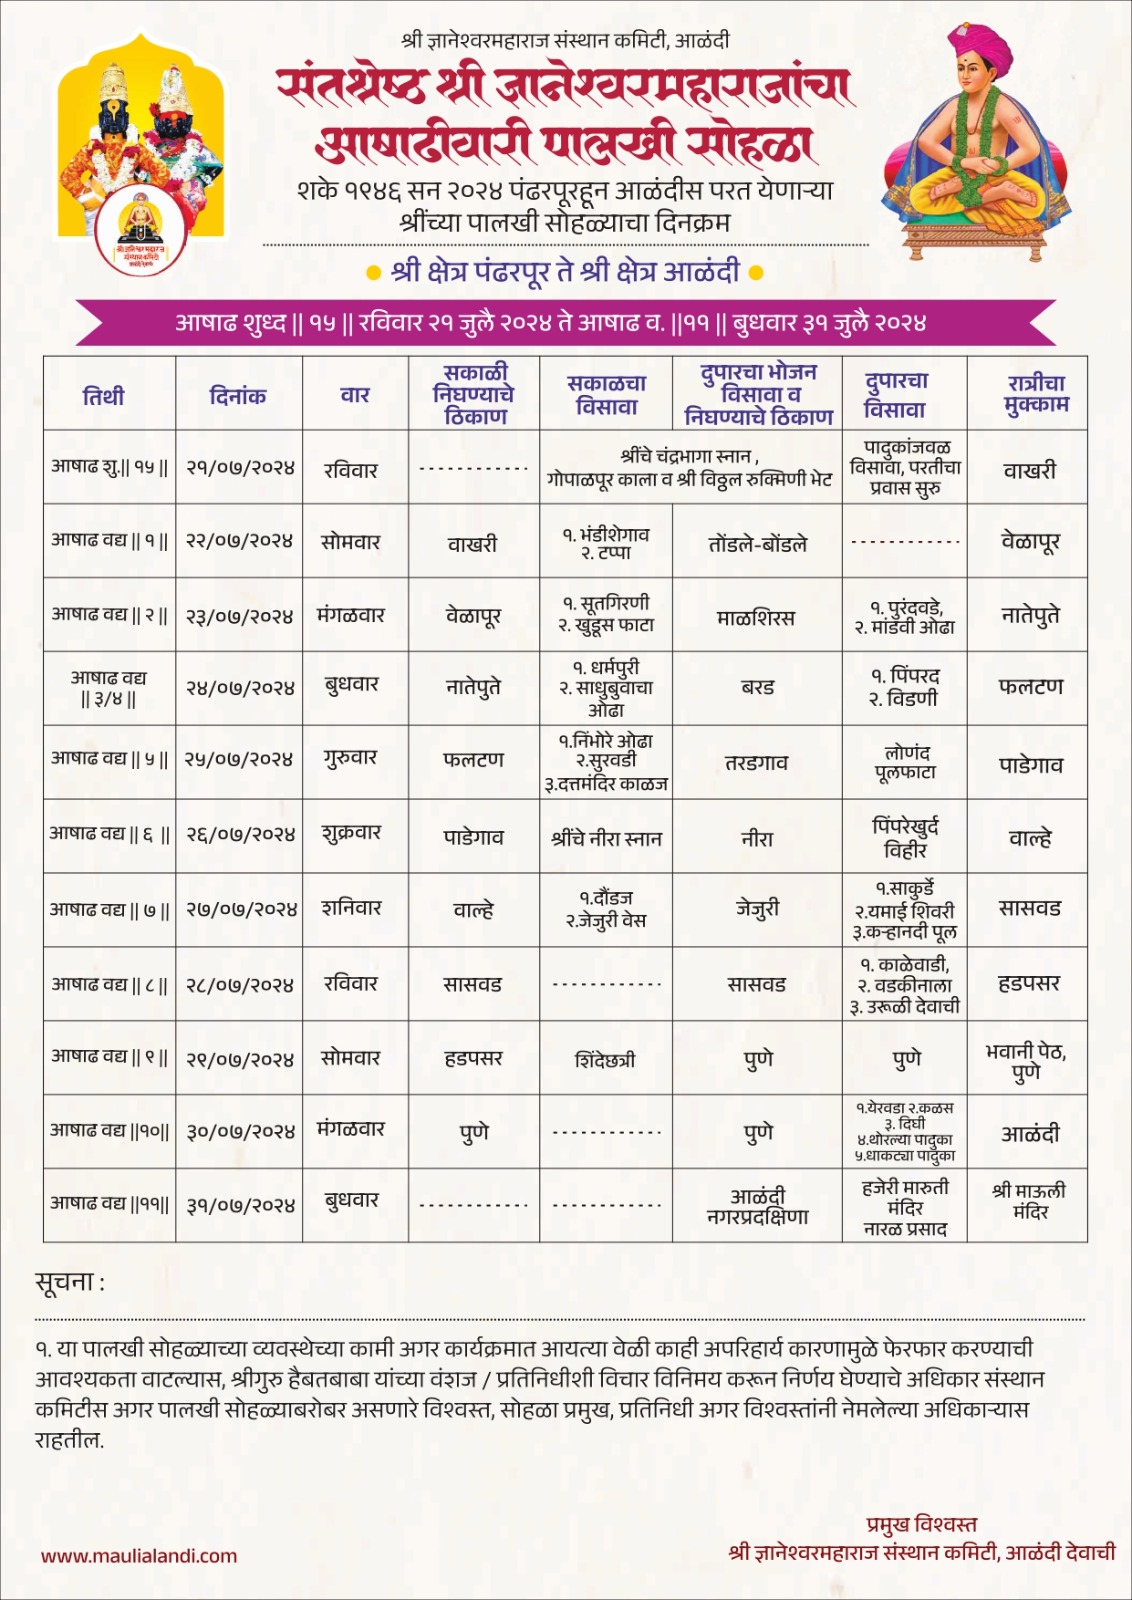 श्री ज्ञानेश्वरमहाराज संस्थान कमिटी, आळंदी
संतश्रेष्ठ श्री ज्ञानेश्वरमहाराजांचा
आषाढीवारी पालखी सोहळा
शके १९४६ सन २०२४ पंढरपूरहून आळंदीस परत येणाऱ्या
श्रींच्या पालखी सोहळ्याचा दिनक्रम
श्री क्षेत्र पंढरपूर ते श्री क्षेत्र आळंदी
श्री ज्ञानेश्वर महाराज
संस्थान कमिटी
आळंदी देवाची
आषाढ शुध्द || १५ || रविवार २१ जुलै २०२४ ते आषाढ व. ||११ || बुधवार ३१ जुलै २०२४
तिथी
दिनांक
वार
सकाळी
निघण्याचे
ठिकाण
सकाळचा
विसावा
दुपारचा भोजन
विसावा व
निघण्याचे ठिकाण
दुपारचा
विसावा
रात्रीचा
मुक्काम
आषाढ शु.|| १५ ||
२१/०७/२०२४
रविवार
------------
श्रींचे चंद्रभागा स्नान ,
गोपाळपूर काला व श्री विठ्ठल रुक्मिणी भेट
पादुकांजवळ
विसावा, परतीचा
प्रवास सुरु
वाखरी
आषाढ वद्य || १ ||
२२/०७/२०२४
सोमवार
वाखरी
१. भंडीशेगाव
२. टप्पा
तोंडले-बोंडले
------------
वेळापूर
आषाढ वद्य || २ ||
२३/०७/२०२४
मंगळवार
वेळापूर
१. सूतगिरणी
२. खुडूस फाटा
माळशिरस
१. पुरंदवडे,
२. मांडवी ओढा
नातेपुते
आषाढ वद्य
|| ३/४ ||
२४/०७/२०२४
बुधवार
नातेपुते
१. धर्मपुरी
२. साधुबुवाचा
ओढा
बरड
१. पिंपरद
२. विडणी
फलटण
आषाढ वद्य || ५ ||
२५/०७/२०२४
गुरुवार
फलटण
१.निंभोरे ओढा
२.सुरवडी
३.दत्तमंदिर काळज
तरडगाव
लोणंद
पूलफाटा
पाडेगाव
आषाढ वद्य || ६ ||
२६/०७/२०२४
शुक्रवार
पाडेगाव
श्रींचे नीरा स्नान
नीरा
पिंपरेखुर्द
विहीर
वाल्हे
आषाढ वद्य || ७ ||
२७/०७/२०२४
शनिवार
वाल्हे
१.दौंडज
२.जेजुरी वेस
जेजुरी
१.साकुर्डे
२.यमाई शिवरी
३.कऱ्हानदी पूल
सासवड
आषाढ वद्य || ८ ||
२८/०७/२०२४
रविवार
सासवड
------------
सासवड
१. काळेवाडी,
२. वडकीनाला
३. उरूळी देवाची
हडपसर
आषाढ वद्य || ९ ||
२९/०७/२०२४
सोमवार
हडपसर
शिंदेछत्री
पुणे
पुणे
भवानी पेठ,
पुणे
आषाढ वद्य ||१०||
३०/०७/२०२४
मंगळवार
पुणे
------------
पुणे
१.येरवडा २.कळस
३. दिघी
४.थोरल्या पादुका
५.धाकट्या पादुका
आळंदी
आषाढ वद्य ||११||
३१/०७/२०२४
बुधवार
------------
------------
आळंदी
नगरप्रदक्षिणा
हजेरी मारुती
मंदिर
नारळ प्रसाद
श्री माऊली
मंदिर
सूचना :
१. या पालखी सोहळ्याच्या व्यवस्थेच्या कामी अगर कार्यक्रमात आयत्या वेळी काही अपरिहार्य कारणामुळे फेरफार करण्याची
आवश्यकता वाटल्यास, श्रीगुरु हैबतबाबा यांच्या वंशज / प्रतिनिधीशी विचार विनिमय करून निर्णय घेण्याचे अधिकार संस्थान
कमिटीस अगर पालखी सोहळ्याबरोबर असणारे विश्वस्त, सोहळा प्रमुख, प्रतिनिधी अगर विश्वस्तांनी नेमलेल्या अधिकाऱ्यास
राहतील.
प्रमुख विश्वस्त
श्री ज्ञानेश्वरमहाराज संस्थान कमिटी, आळंदी देवाची
www.maulialandi.com